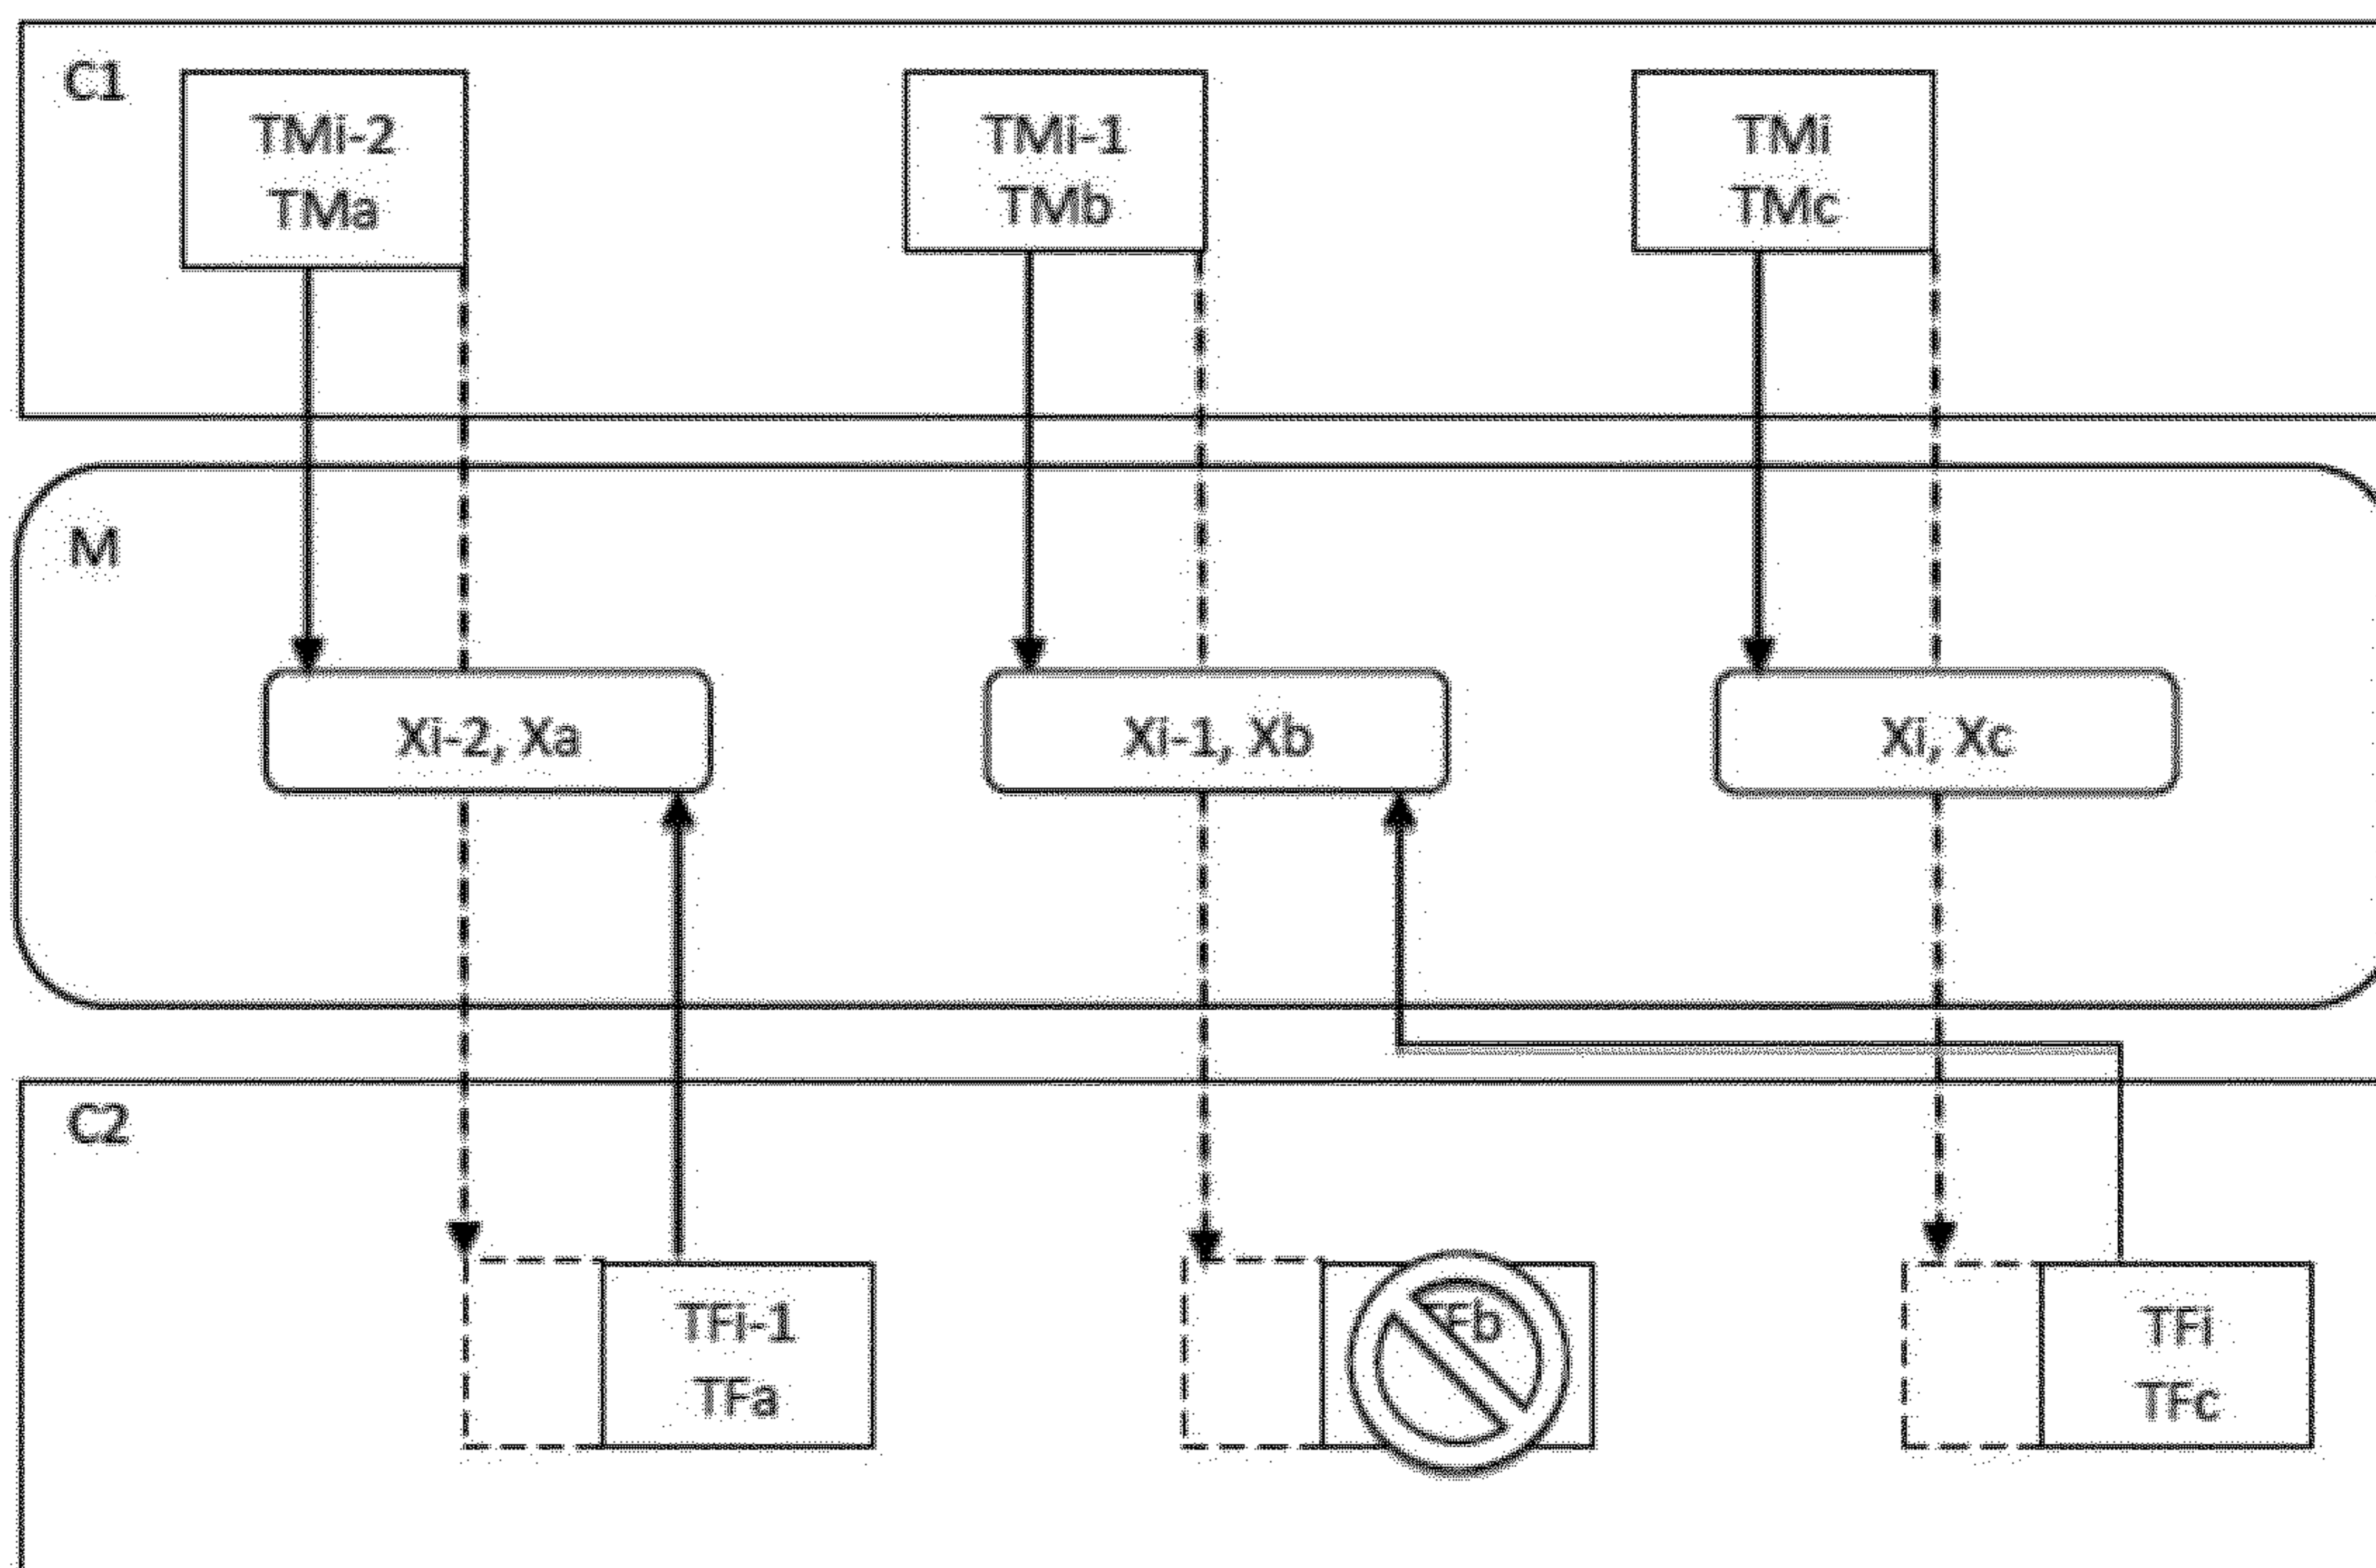 C1
TMi-2
TMa
TMi-1
TMb
TMi
TMc
M
Xi-2, Xa
Xi-1, Xb
Xi, Xc
C2
TFi-1
TFa
TFb
TFi
TFc